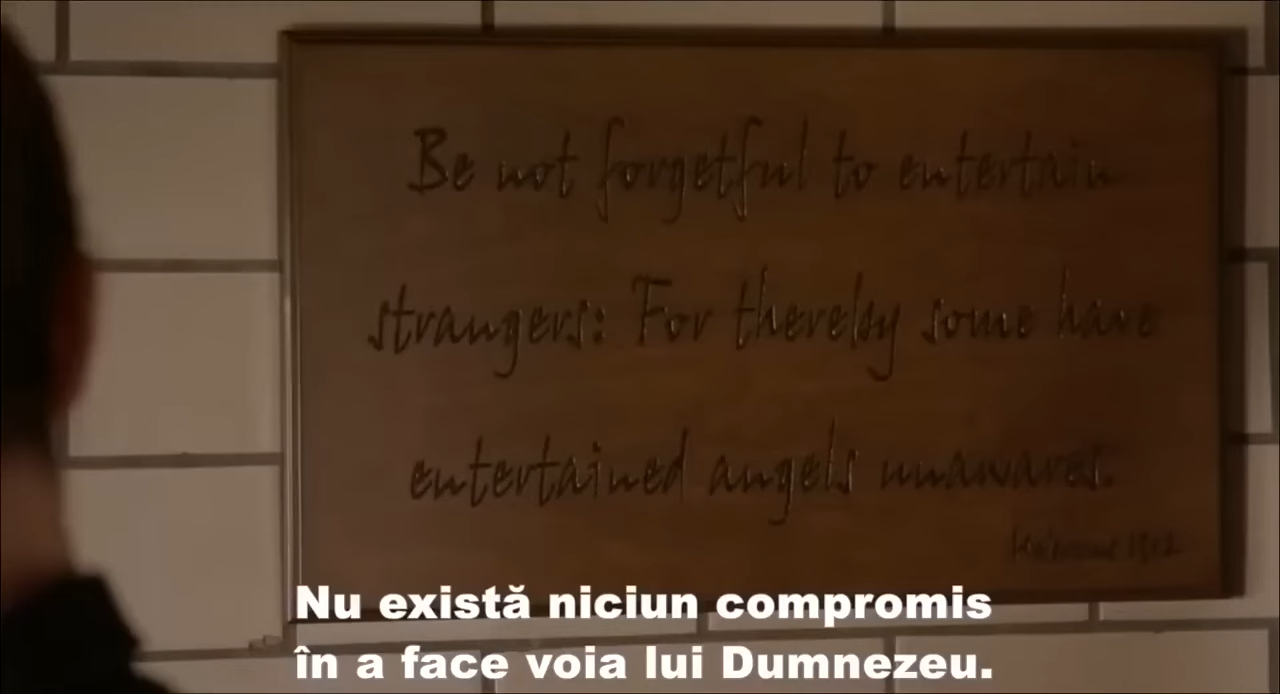 Be not forgetful to entertain
strangers: For thereby some have
entertained angels unawares.
Nu există niciun compromis
în a face voia lui Dumnezeu.